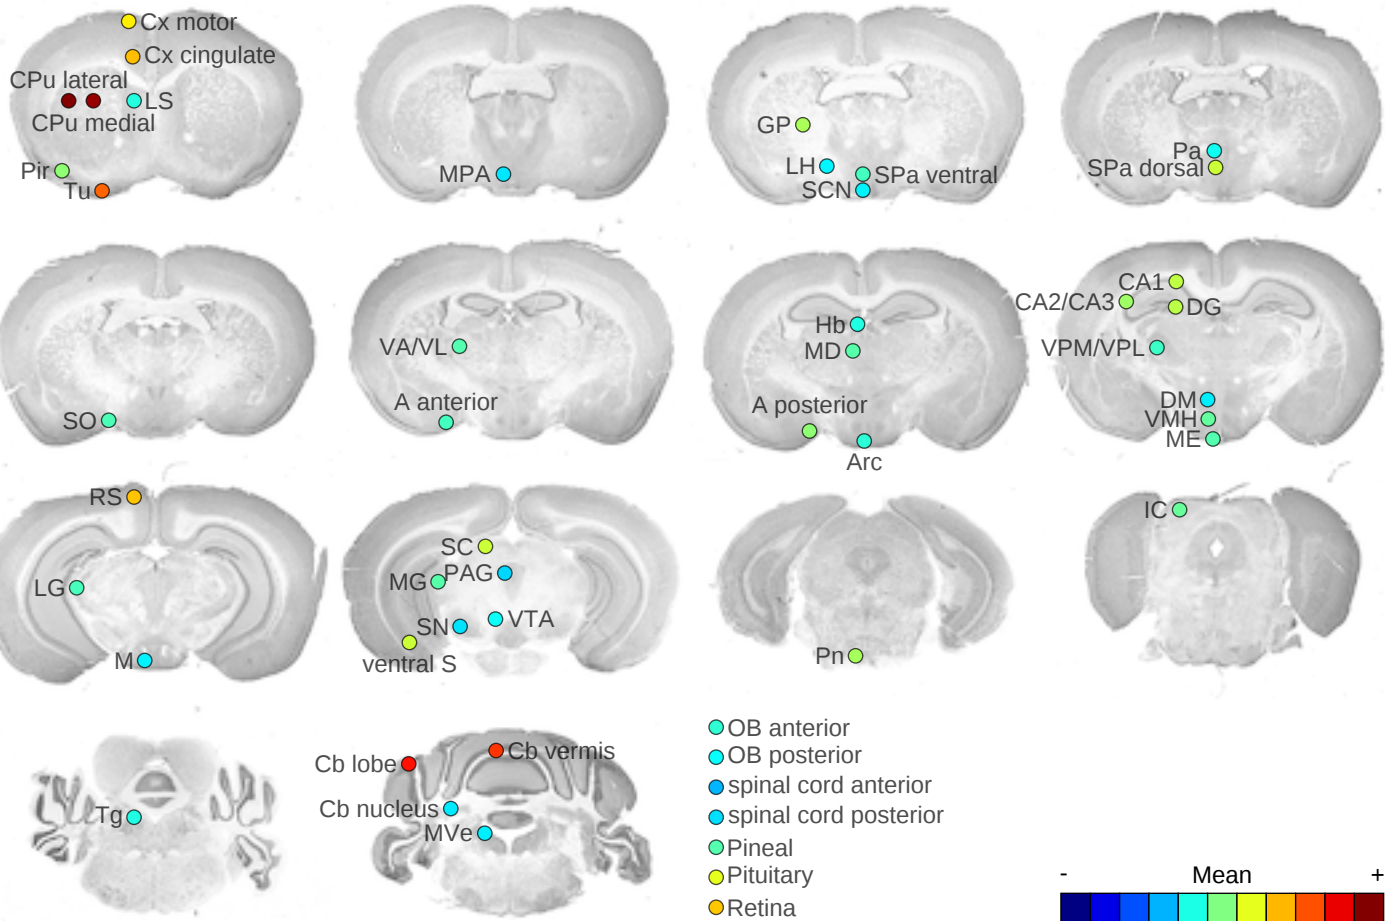 Cx motor
Cx cingulate
CPu lateral
LS
CPu medial
Pir
Tu
MPA
GP
LH
SPa ventral
SCN
Pa
SPa dorsal
SO
VA/VL
A anterior
Hb
MD
A posterior
Arc
CA1
CA2/CA3
DG
VPM/VPL
DM
VMH
ME
RS
LG
M
SC
MG
PAG
SN
VTA
ventral S
Pn
IC
Tg
Cb lobe
Cb vermis
Cb nucleus
MVe
OB anterior
OB posterior
spinal cord anterior
spinal cord posterior
Pineal
Pituitary
Retina
- Mean +